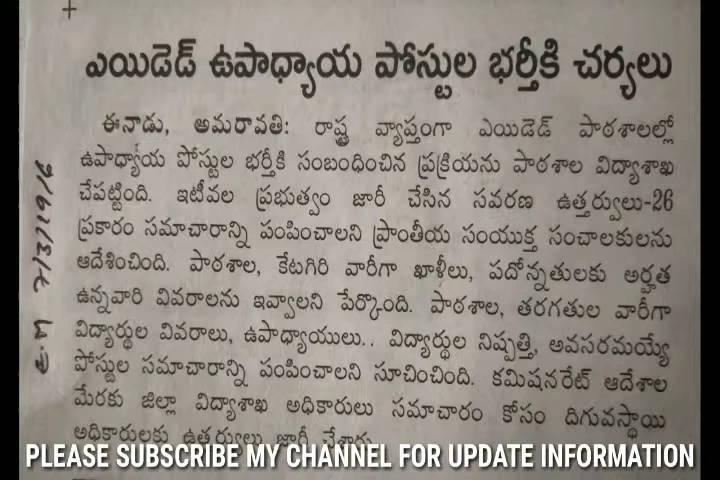 ఎయిడెడ్ ఉపాధ్యాయ పోస్టుల భర్తీకి చర్యలు
ఈనాడు, అమరావతి: రాష్ట్ర వ్యాప్తంగా ఎయిడెడ్ పాఠశాలల్లో
ఉపాధ్యాయ పోస్టుల భర్తీకి సంబంధించిన ప్రక్రియను పాఠశాల విద్యాశాఖ
చేపట్టింది. ఇటీవల ప్రభుత్వం జారీ చేసిన సవరణ ఉత్తర్వులు-26
ప్రకారం సమాచారాన్ని పంపించాలని ప్రాంతీయ సంయుక్త సంచాలకులను
ఆదేశించింది. పాఠశాల, కేటగిరి వారీగా ఖాళీలు, పదోన్నతులకు అర్హత
ఉన్నవారి వివరాలను ఇవ్వాలని పేర్కొంది. పాఠశాల, తరగతుల వారీగా
విద్యార్థుల వివరాలు, ఉపాధ్యాయులు.. విద్యార్థుల నిష్పత్తి, అవసరమయ్యే
పోస్టుల సమాచారాన్ని పంపించాలని సూచించింది. కమిషనరేట్ ఆదేశాల
మేరకు జిల్లా విద్యాశాఖ అధికారులు సమాచారం కోసం దిగువస్థాయి
అధికారులకు ఉత్తర్వులు జారీ చేశారు
PLEASE SUBSCRIBE MY CHANNEL FOR UPDATE INFORMATION